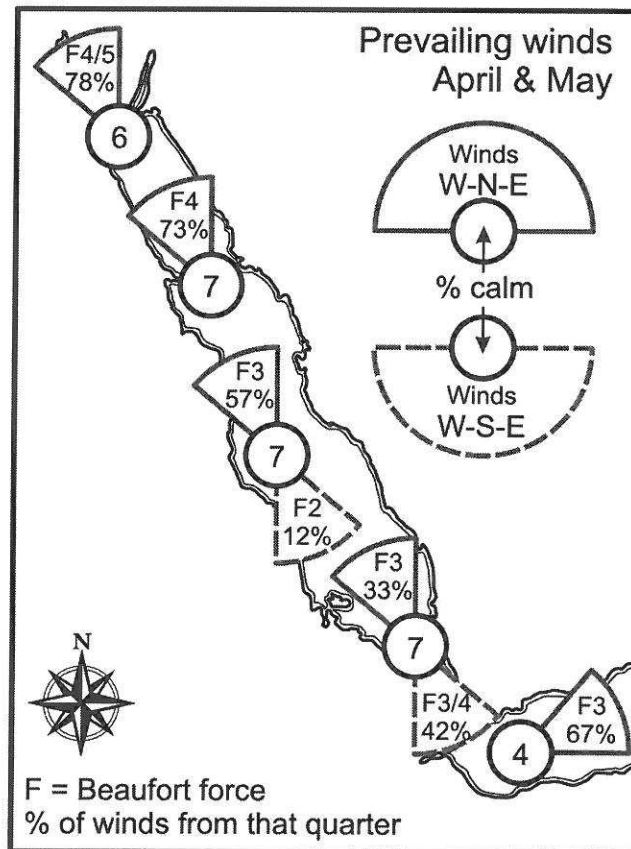 Prevailing winds
April & May
F4/5
78%
6
Winds
W-N-E
F4
73%
7
% calm
F3
57%
7
Winds
W-S-E
F2
12%
F3
33%
7
N
F3/4
42%
F3
67%
4
F = Beaufort force
% of winds from that quarter